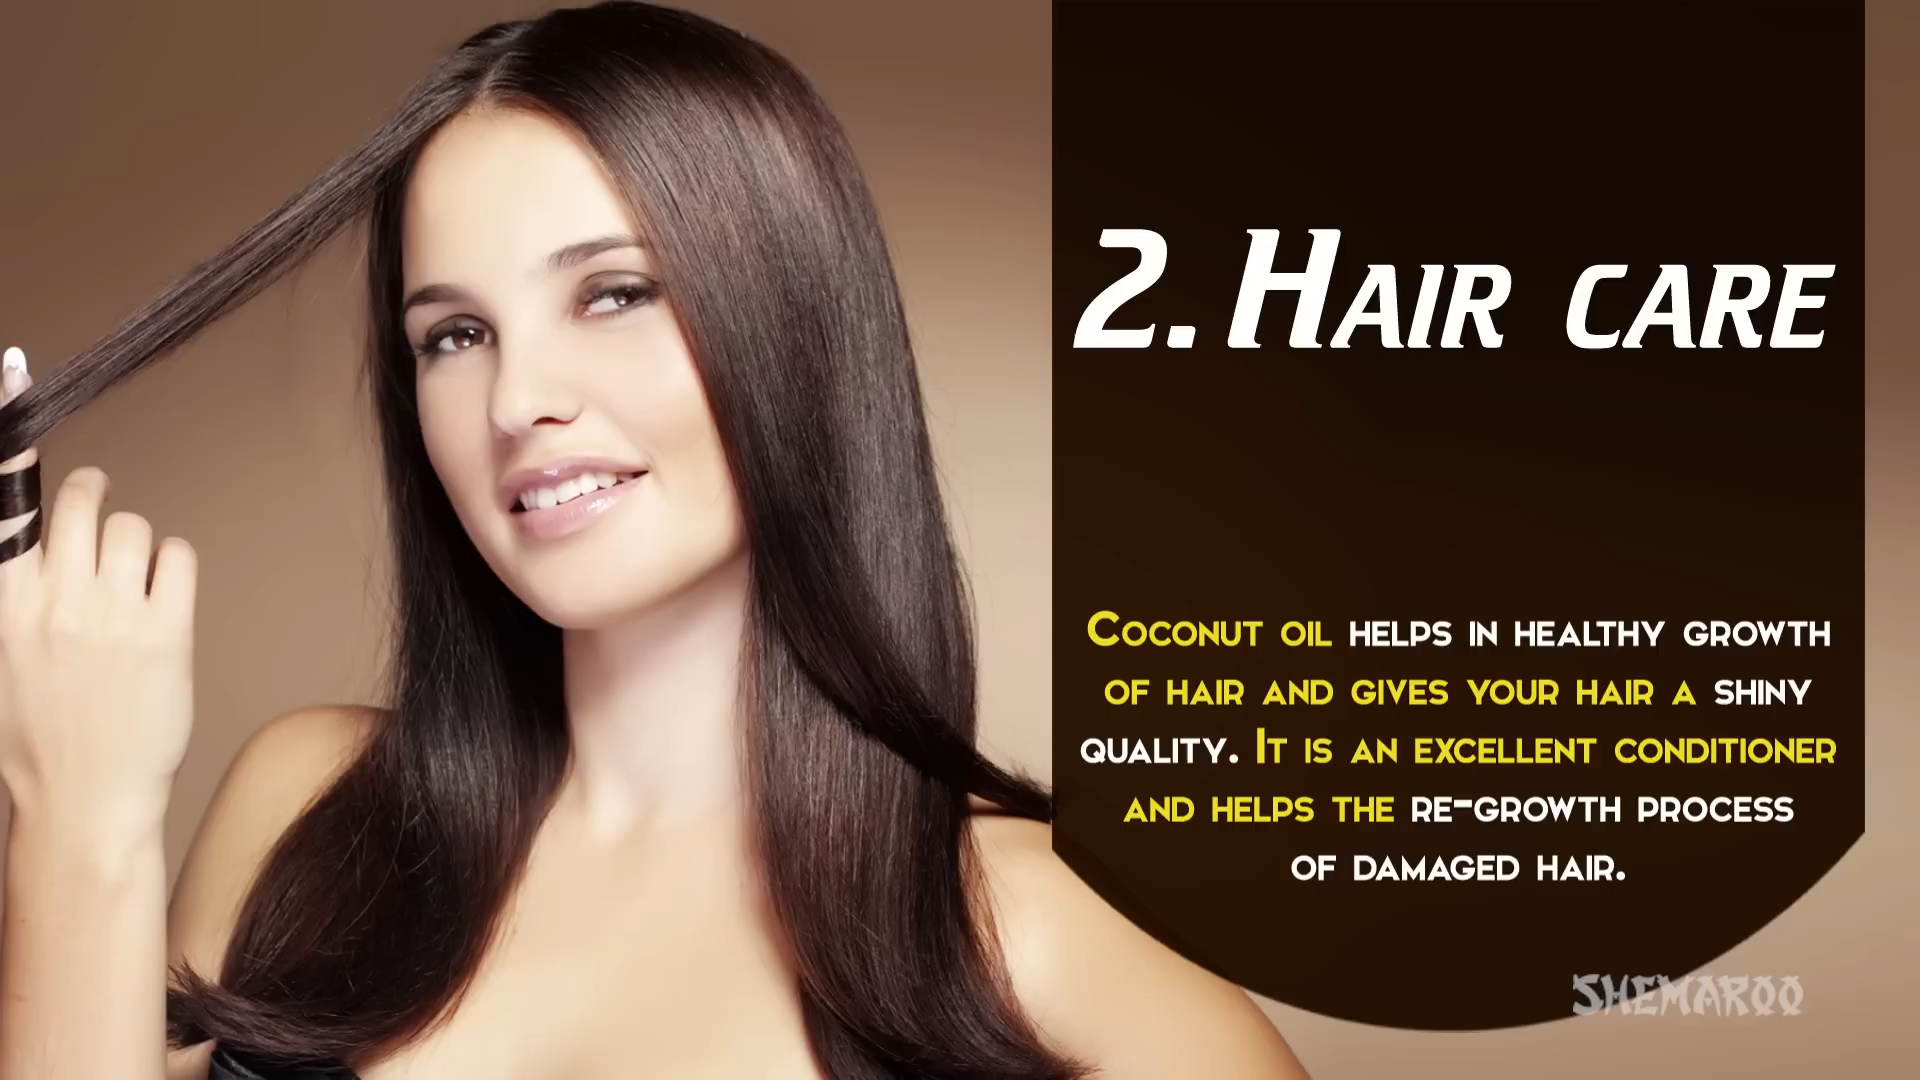 2. Hair care
Coconut oil helps in healthy growth
of hair and gives your hair a shiny
quality. It is an excellent conditioner
and helps the re-growth process
of damaged hair.
SHEMAROO